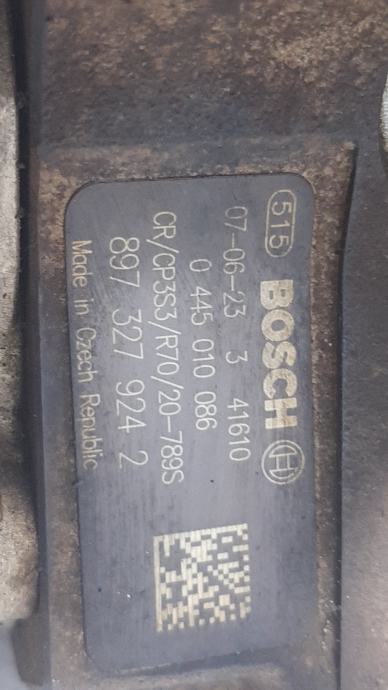 515 BOSCH
07-06-23 3 41610
0 445 010 086
CR/CP3S3/R70/20-789S
897 327 924 2
Made in Czech Republic